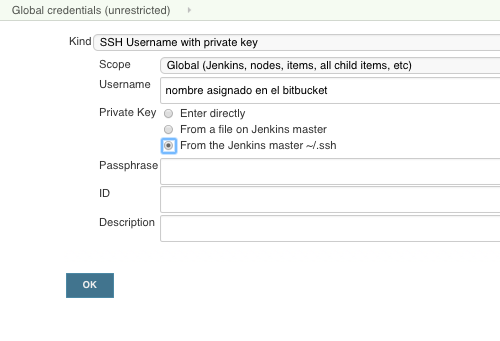 Global credentials (unrestricted)
Kind SSH Username with private key
Scope Global (Jenkins, nodes, items, all child items, etc)
Username nombre asignado en el bitbucket
Private Key Enter directly
From a file on Jenkins master
From the Jenkins master ~/.ssh
Passphrase
ID
Description
OK